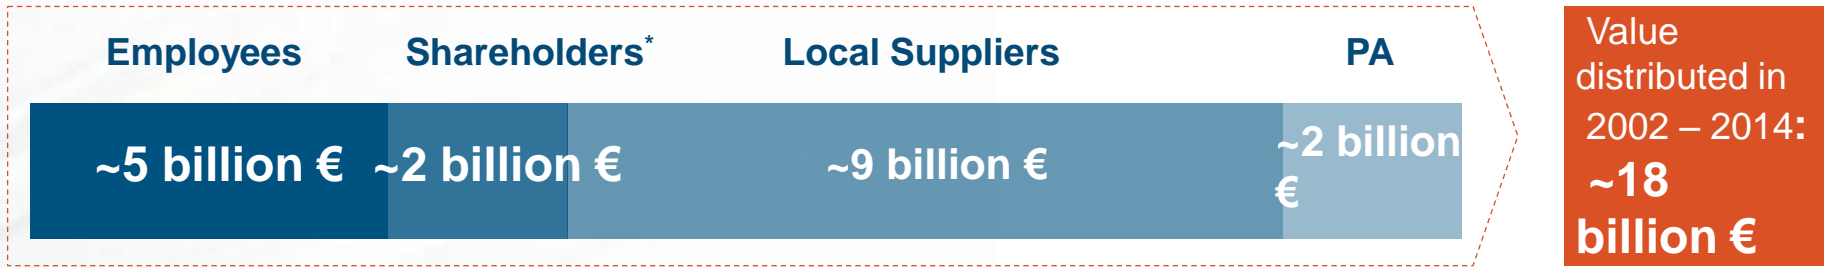 Employees
Shareholders*
Local Suppliers
PA
~5 billion €
~2 billion €
~9 billion €
~2 billion
€
Value
distributed in
2002 – 2014:
~18
billion €